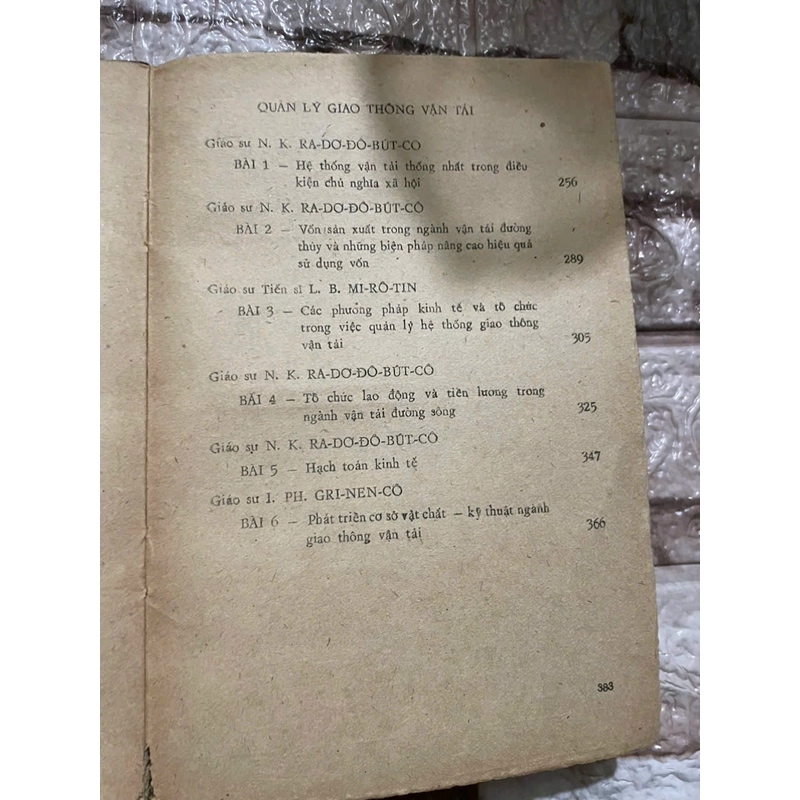 QUẢN LÝ GIAO THÔNG VẬN TẢI
Giáo sư N. K. RA-DƠ-ĐÔ-BÚT-CÔ
BÀI 1 — Hệ thống vận tải thống nhất trong điều
kiện chủ nghĩa xã hội 256
Giáo sư N. K. RA-DƠ-ĐÔ-BÚT-CÔ
BÀI 2 — Vốn sản xuất trong ngành vận tải đường
thủy và những biện pháp nâng cao hiệu quả
sử dụng vốn 289
Giáo sư Tiến sĩ L. B. MI-RÔ-TIN
BÀI 3 — Các phương pháp kinh tế và tổ chức
trong việc quản lý hệ thống giao thông
vận tải 305
Giáo sư N. K. RA-DƠ-ĐÔ-BÚT-CÔ
BÀI 4 — Tổ chức lao động và tiền lương trong
ngành vận tải đường sông 325
Giáo sư N. K. RA-DƠ-ĐÔ-BÚT-CÔ
BÀI 5 — Hạch toán kinh tế 347
Giáo sư I. PH. GRI-NEN-CÔ
BÀI 6 — Phát triển cơ sở vật chất — kỹ thuật ngành
giao thông vận tải 366
383